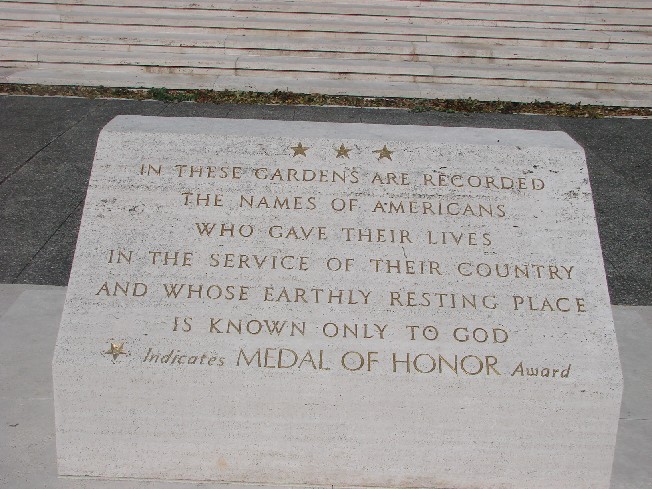 IN THESE GARDENS ARE RECORDED
THE NAMES OF AMERICANS
WHO GAVE THEIR LIVES
IN THE SERVICE OF THEIR COUNTRY
AND WHOSE EARTHLY RESTING PLACE
IS KNOWN ONLY TO GOD
Indicates MEDAL OF HONOR Award